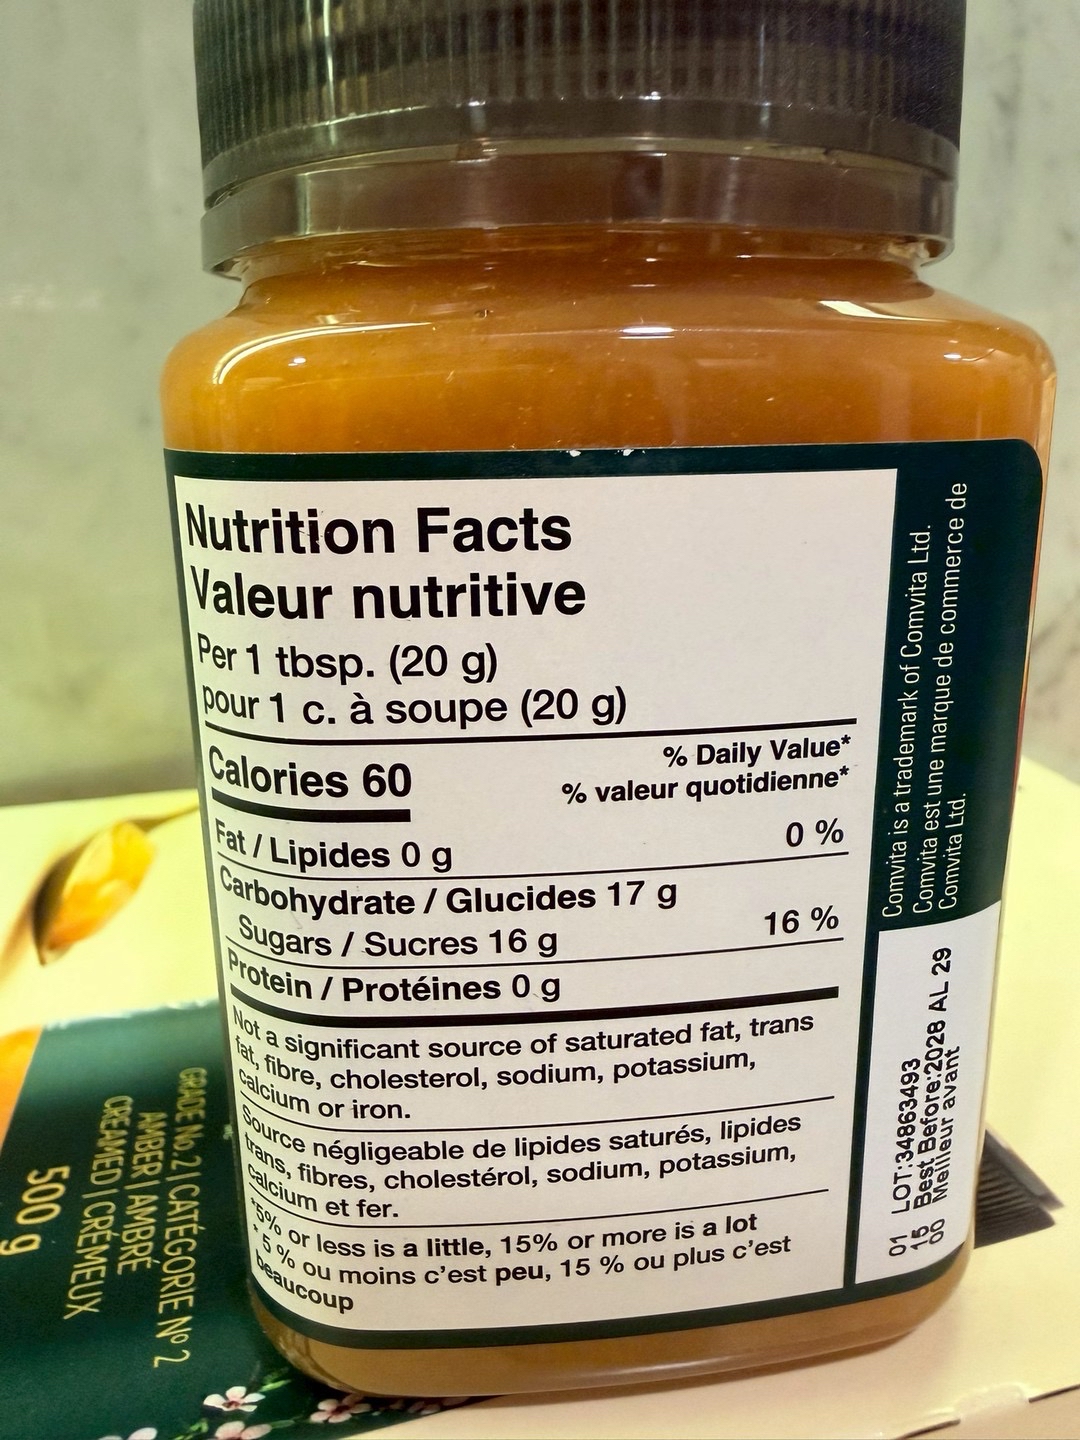 Nutrition Facts
Valeur nutritive
Per 1 tbsp. (20 g)
pour 1 c. à soupe (20 g)
Calories 60
% Daily Value*
% valeur quotidienne*
Fat / Lipides 0 g 0 %
Carbohydrate / Glucides 17 g
Sugars / Sucres 16 g 16 %
Protein / Protéines 0 g
Not a significant source of saturated fat, trans
fat, fibre, cholesterol, sodium, potassium,
calcium or iron.
Source négligeable de lipides saturés, lipides
trans, fibres, cholestérol, sodium, potassium,
calcium et fer.
*5% or less is a little, 15% or more is a lot
* 5 % ou moins c'est peu, 15 % ou plus c'est
beaucoup
Comvita is a trademark of Comvita Ltd.
Comvita est une marque de commerce de
Comvita Ltd.
01 LOT:34863493
15 Best Before:2028 AL 29
00 Meilleur avant
GRADE No. 2 | CATÉGORIE Nº 2
AMBER | AMBRÉ
CREAMED | CRÉMEUX
500 g